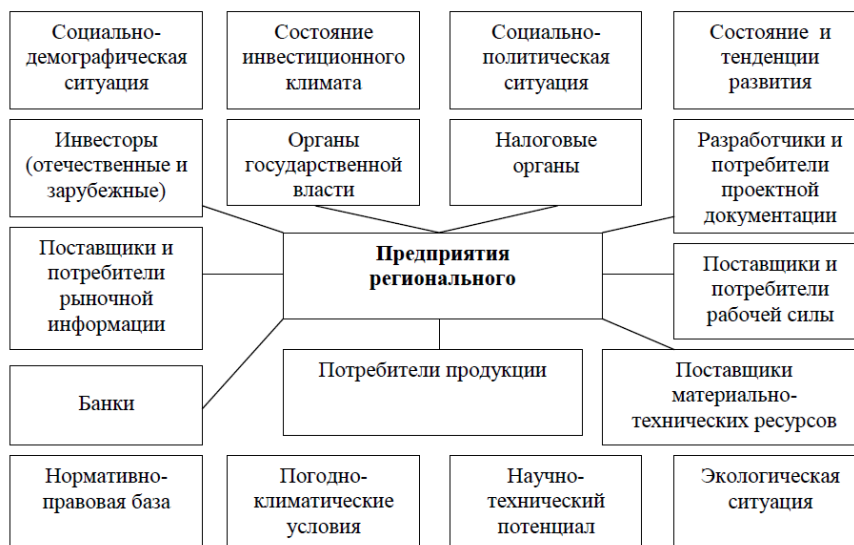 Социально-
демографическая
ситуация
Состояние
инвестиционного
климата
Социально-
политическая
ситуация
Состояние и
тенденции
развития
Инвесторы
(отечественные и
зарубежные)
Органы
государственной
власти
Налоговые
органы
Разработчики и
потребители
проектной
документации
Предприятия
регионального
Поставщики и
потребители
рыночной
информации
Поставщики и
потребители
рабочей силы
Банки
Потребители продукции
Поставщики
материально-
технических ресурсов
Нормативно-
правовая база
Погодно-
климатические
условия
Научно-
технический
потенциал
Экологическая
ситуация